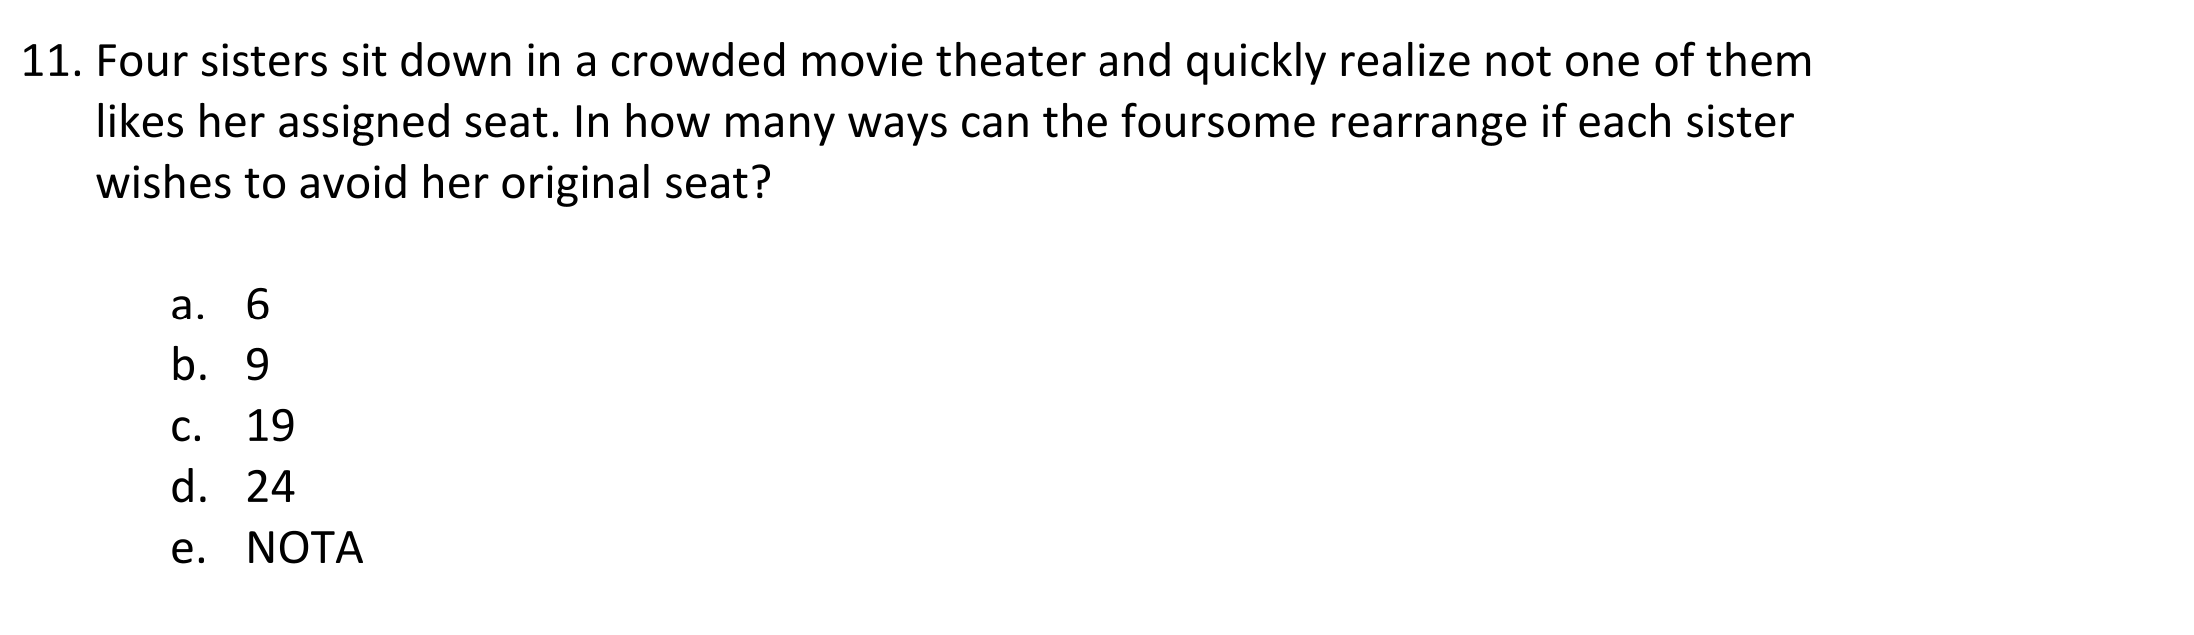 11. Four sisters sit down in a crowded movie theater and quickly realize not one of them
likes her assigned seat. In how many ways can the foursome rearrange if each sister
wishes to avoid her original seat?
a. 6
b. 9
c. 19
d. 24
e. NOTA